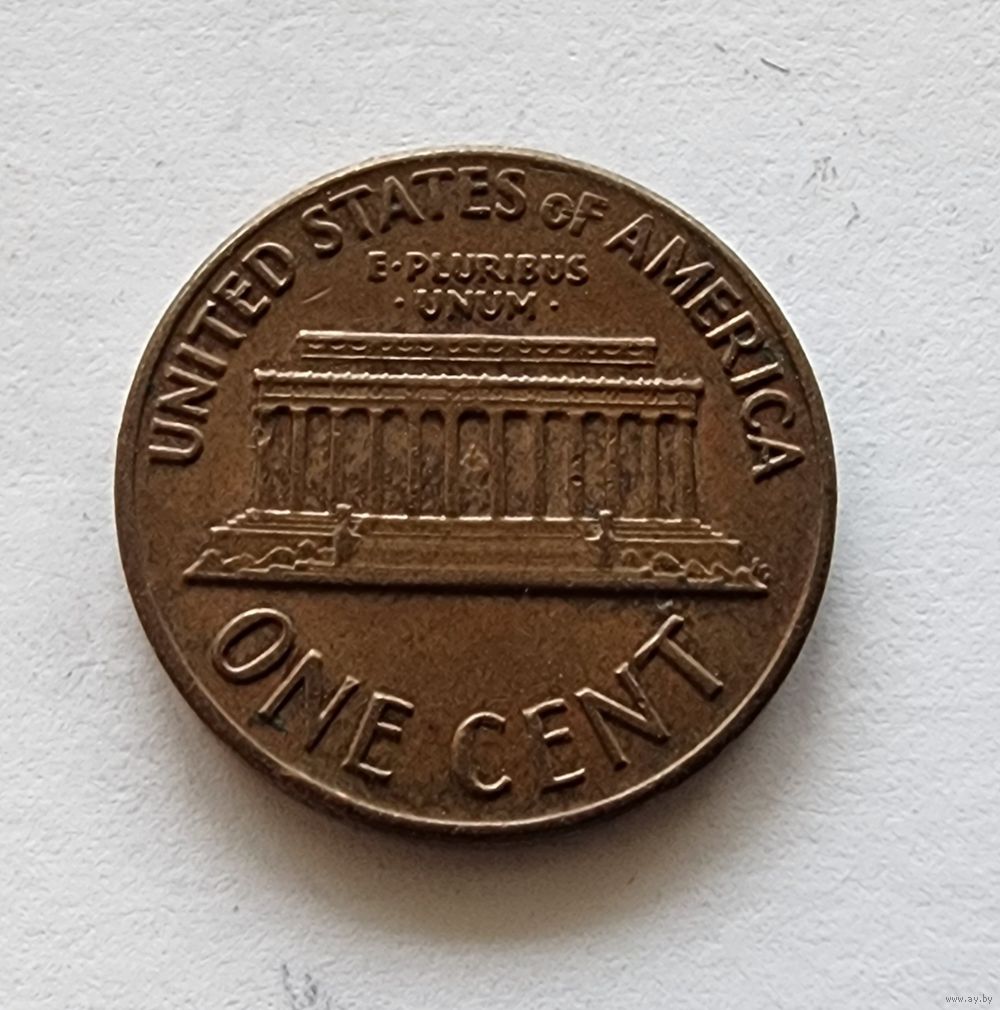 UNITED STATES OF AMERICA
E·PLURIBUS
·UNUM·
ONE CENT
www.ay.by